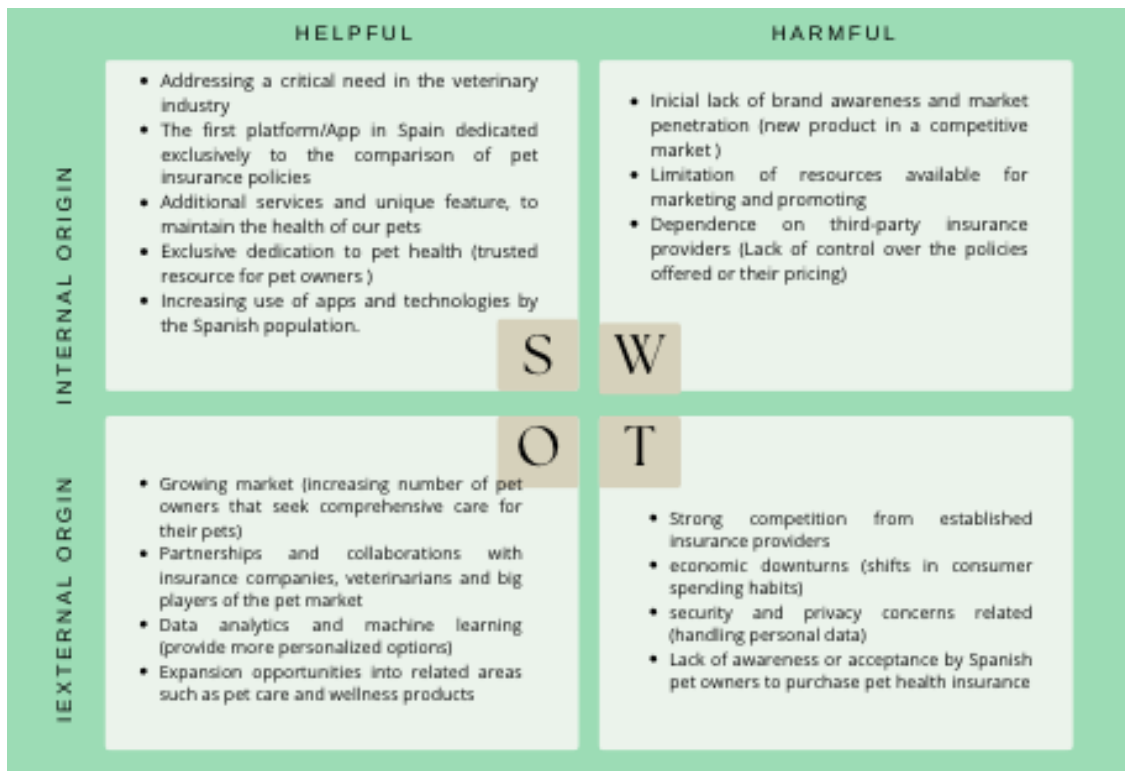 HELPFUL
HARMFUL
INTERNAL ORIGIN
• Addressing a critical need in the veterinary
industry
• The first platform/App in Spain dedicated
exclusively to the comparison of pet
insurance policies
• Additional services and unique feature, to
maintain the health of our pets
• Exclusive dedication to pet health (trusted
resource for pet owners )
• Increasing use of apps and technologies by
the Spanish population.
S
• Inicial lack of brand awareness and market
penetration (new product in a competitive
market )
• Limitation of resources available for
marketing and promoting
• Dependence on third-party insurance
providers (Lack of control over the policies
offered or their pricing)
W
IEXTERNAL ORGIN
O
• Growing market (increasing number of pet
owners that seek comprehensive care for
their pets)
• Partnerships and collaborations with
insurance companies, veterinarians and big
players of the pet market
• Data analytics and machine learning
(provide more personalized options)
• Expansion opportunities into related areas
such as pet care and wellness products
T
• Strong competition from established
insurance providers
• economic downturns (shifts in consumer
spending habits)
• security and privacy concerns related
(handling personal data)
• Lack of awareness or acceptance by Spanish
pet owners to purchase pet health insurance